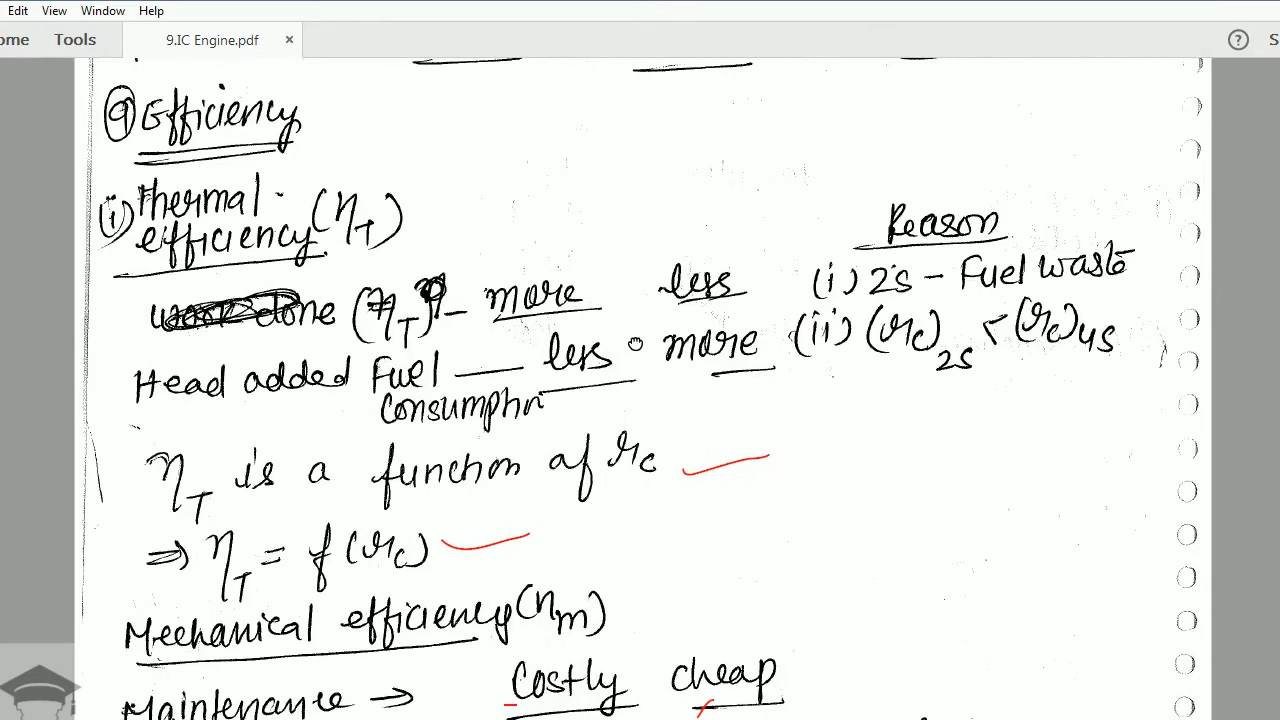 Edit View Window Help
ome Tools 9.IC Engine.pdf × ? S
9 Efficiency
(i) Thermal efficiency (ηT)
Reason
done (ηT) – more less (i) 2s – Fuel waste
Head added Fuel consumption — less more (ii) (rc)2s < (rc)4s
ηT is a function of rc
⇒ ηT = f(rc)
Mechanical efficiency (ηm)
Maintenance → Costly cheap